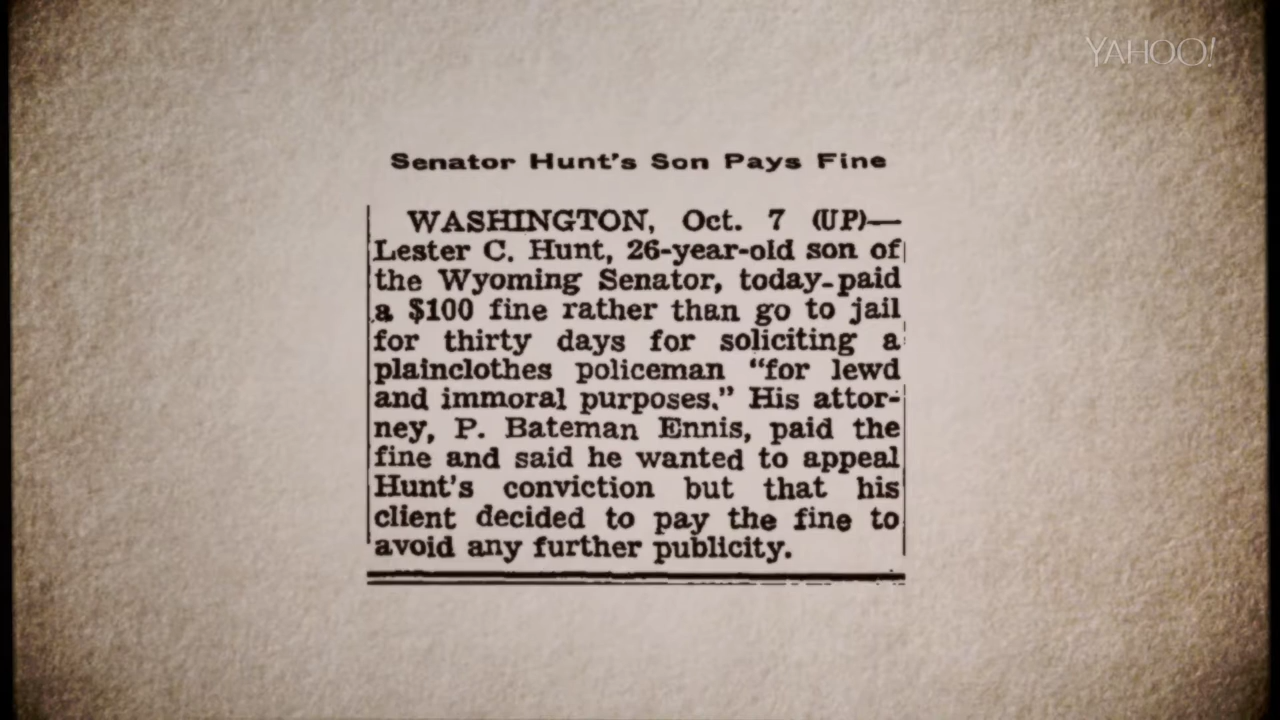 YAHOO!
Senator Hunt's Son Pays Fine
WASHINGTON, Oct. 7 (UP)—
Lester C. Hunt, 26-year-old son of
the Wyoming Senator, today paid
a $100 fine rather than go to jail
for thirty days for soliciting a
plainclothes policeman “for lewd
and immoral purposes.” His attor-
ney, P. Bateman Ennis, paid the
fine and said he wanted to appeal
Hunt's conviction but that his
client decided to pay the fine to
avoid any further publicity.